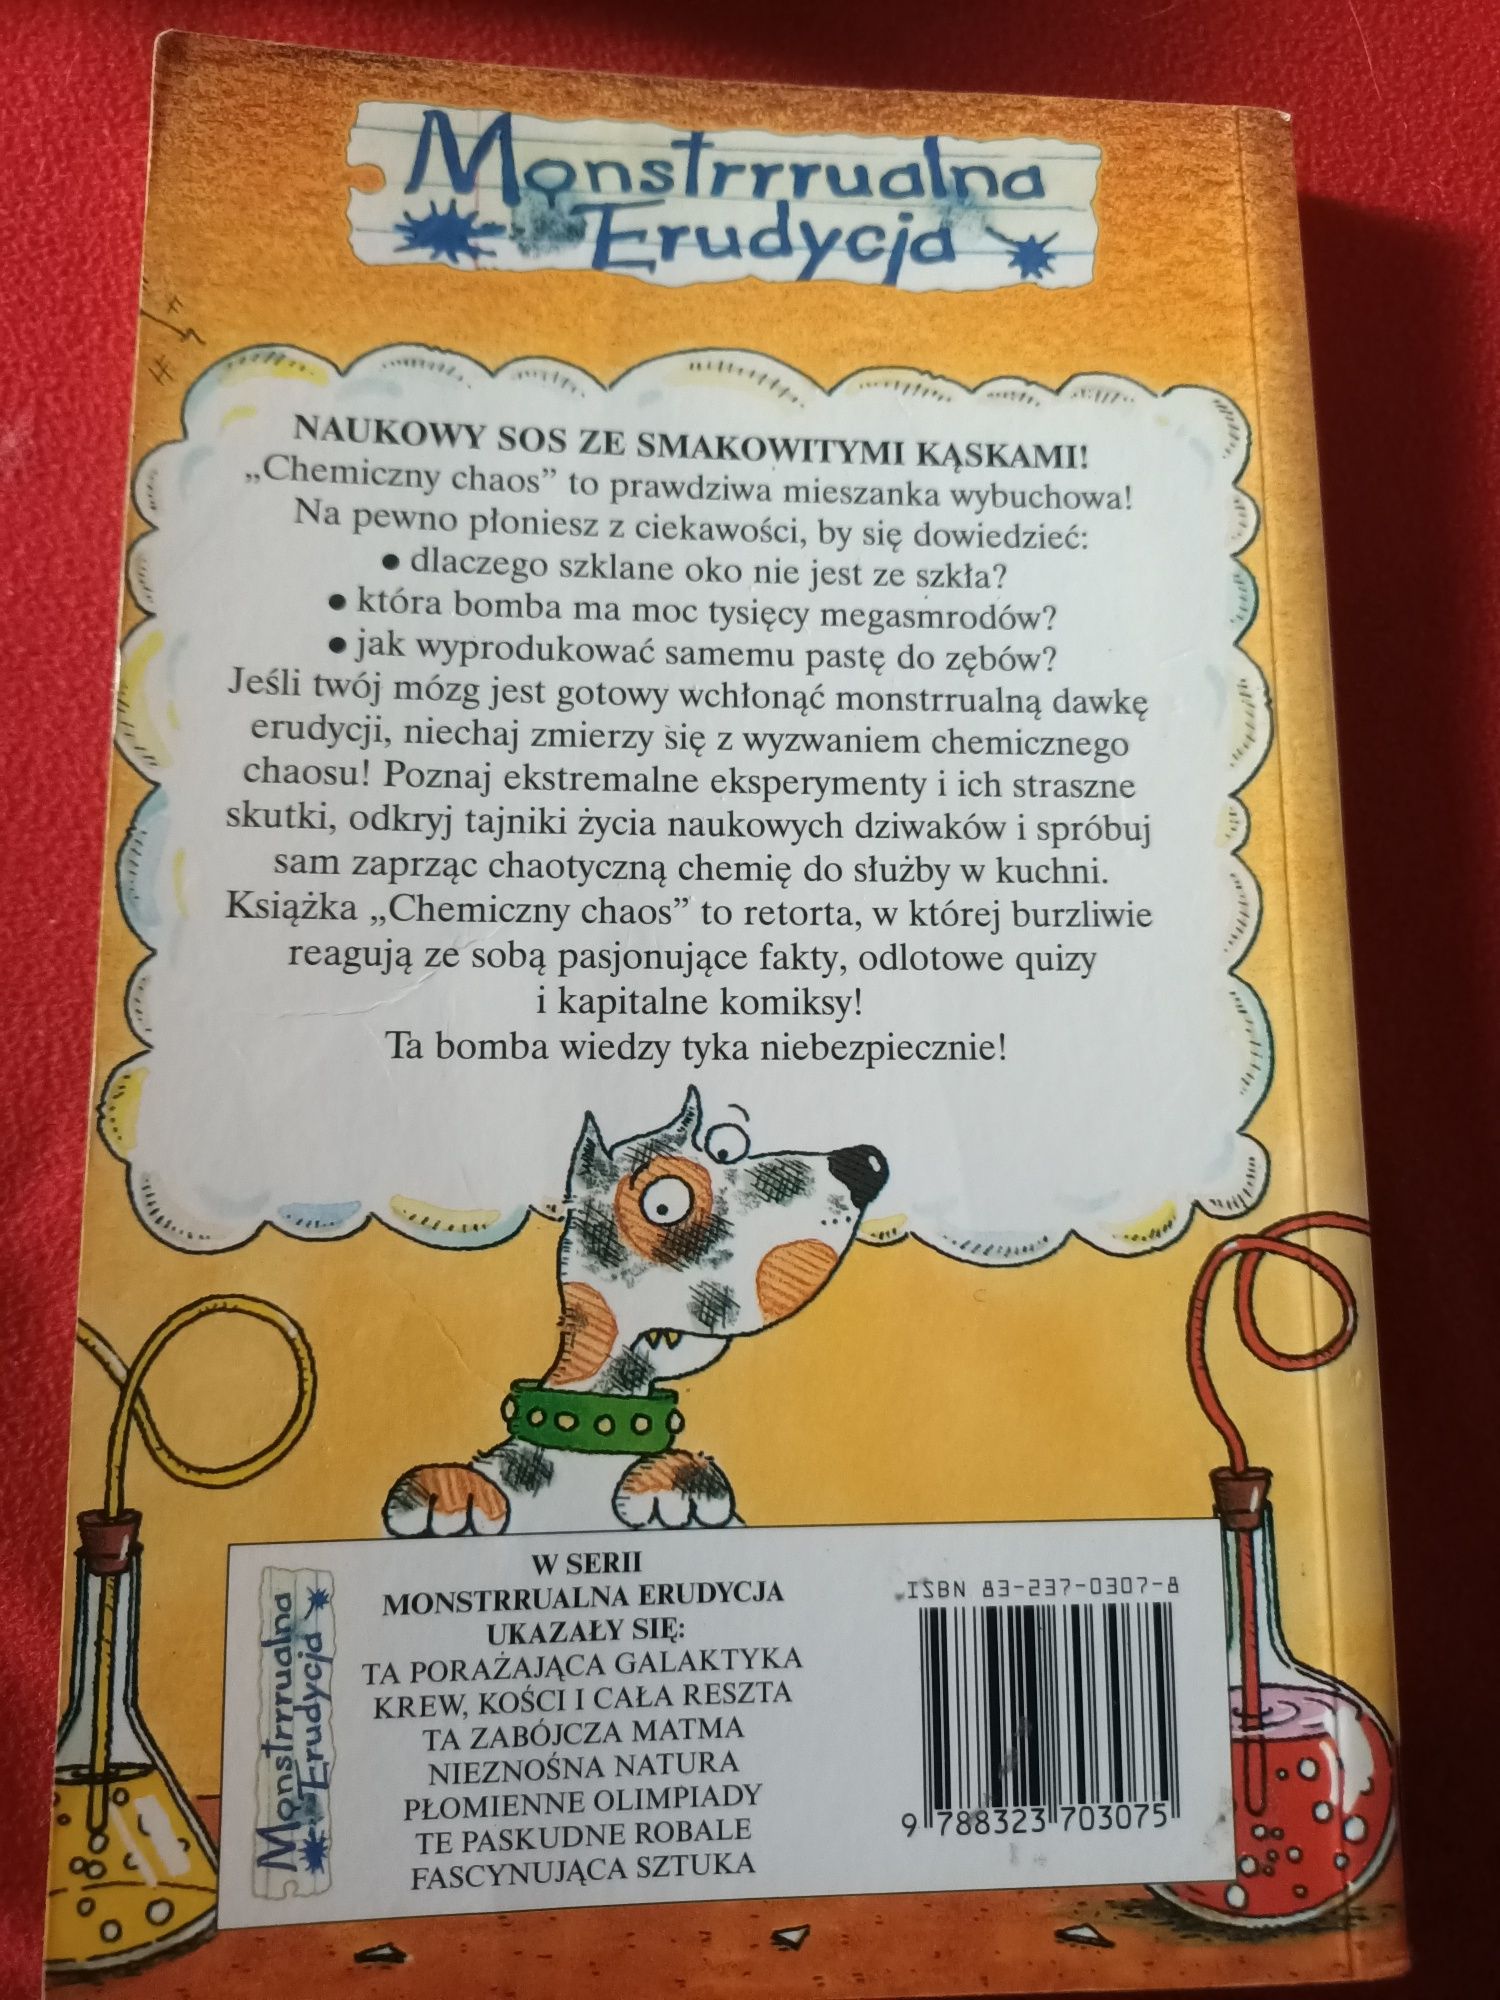 Monstrrrualna
Erudycja
NAUKOWY SOS ZE SMAKOWITYMI KĄSKAMI!
„Chemiczny chaos” to prawdziwa mieszanka wybuchowa!
Na pewno płoniesz z ciekawości, by się dowiedzieć:
● dlaczego szklane oko nie jest ze szkła?
● która bomba ma moc tysięcy megasmrodów?
● jak wyprodukować samemu pastę do zębów?
Jeśli twój mózg jest gotowy wchłonąć monstrrualną dawkę
erudycji, niechaj zmierzy się z wyzwaniem chemicznego
chaosu! Poznaj ekstremalne eksperymenty i ich straszne
skutki, odkryj tajniki życia naukowych dziwaków i spróbuj
sam zaprząc chaotyczną chemię do służby w kuchni.
Książka „Chemiczny chaos” to retorta, w której burzliwie
reagują ze sobą pasjonujące fakty, odlotowe quizy
i kapitalne komiksy!
Ta bomba wiedzy tyka niebezpiecznie!
Monstrrualna
Erudycja
W SERII
MONSTRRUALNA ERUDYCJA
UKAZAŁY SIĘ:
TA PORAŻAJĄCA GALAKTYKA
KREW, KOŚCI I CAŁA RESZTA
TA ZABÓJCZA MATMA
NIEZNOŚNA NATURA
PŁOMIENNE OLIMPIADY
TE PASKUDNE ROBALE
FASCYNUJĄCA SZTUKA
ISBN 83-237-0307-8
9 788323 703075